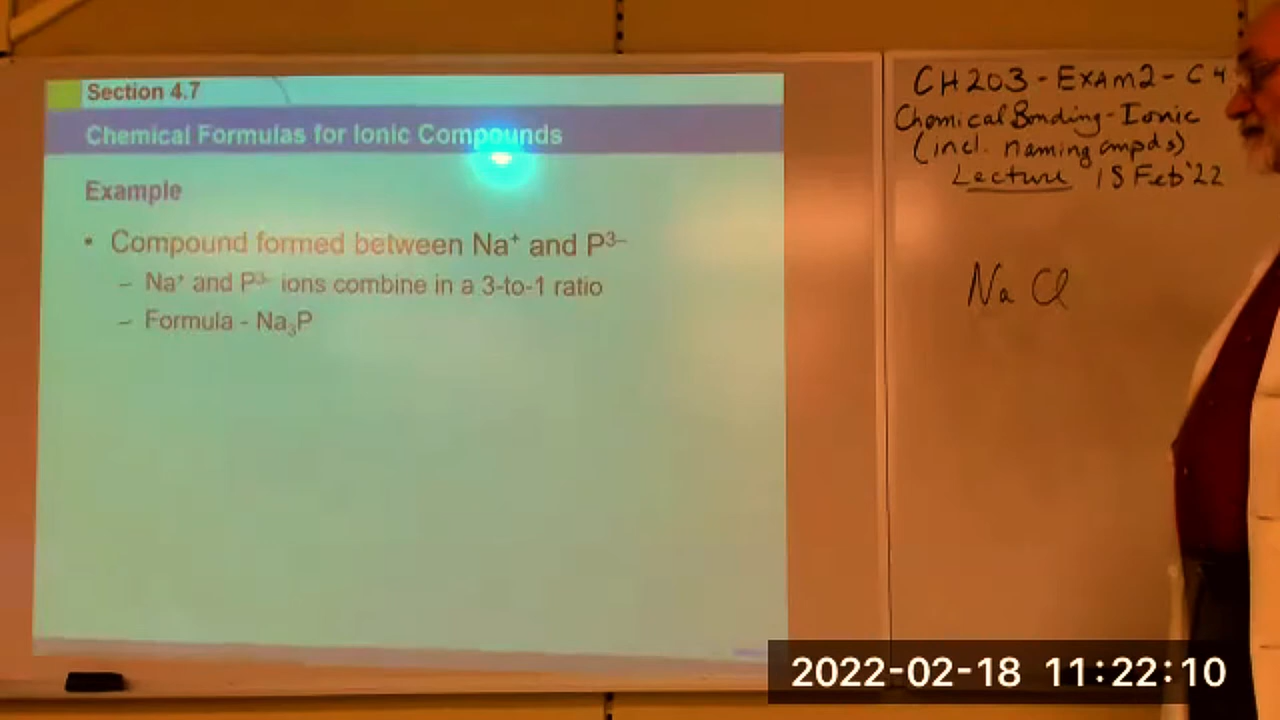 Section 4.7
Chemical Formulas for Ionic Compounds
Example
• Compound formed between Na⁺ and P³⁻
– Na⁺ and P³⁻ ions combine in a 3-to-1 ratio
– Formula - Na₃P
CH203 - EXAM2 - C4
Chemical Bonding - Ionic
(incl. naming cmpds)
Lecture 18 Feb '22
NaCl
2022-02-18 11:22:10